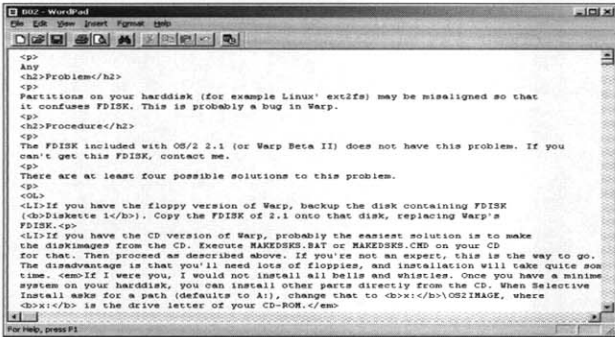 B02 - WordPad
File Edit View Insert Format Help
<p>
Any
<h2>Problem</h2>
<p>
Partitions on your harddisk (for example Linux' ext2fs) may be misaligned so that
it confuses FDISK. This is probably a bug in Warp.
<p>
<h2>Procedure</h2>
<p>
The FDISK included with OS/2 2.1 (or Warp Beta II) does not have this problem. If you
can't get this FDISK, contact me.
<p>
There are at least four possible solutions to this problem.
<p>
<OL>
<LI>If you have the floppy version of Warp, backup the disk containing FDISK
(<b>Diskette 1</b>). Copy the FDISK of 2.1 onto that disk, replacing Warp's
FDISK.<p>
<LI>If you have the CD version of Warp, probably the easiest solution is to make
the diskimages from the CD. Execute MAKEDSKS.BAT or MAKEDSKS.CMD on your CD
for that. Then proceed as described above. If you're not an expert, this is the way to go.
The disadvantage is that you'll need lots of floppies, and installation will take quite som
time. <em>If I were you, I would not install all bells and whistles. Once you have a minime
system on your harddisk, you can install other parts directly from the CD. When Selective
Install asks for a path (defaults to A:), change that to <b>x:</b>\OS2IMAGE, where
<b>x:</b> is the drive letter of your CD-ROM.</em>
For Help, press F1